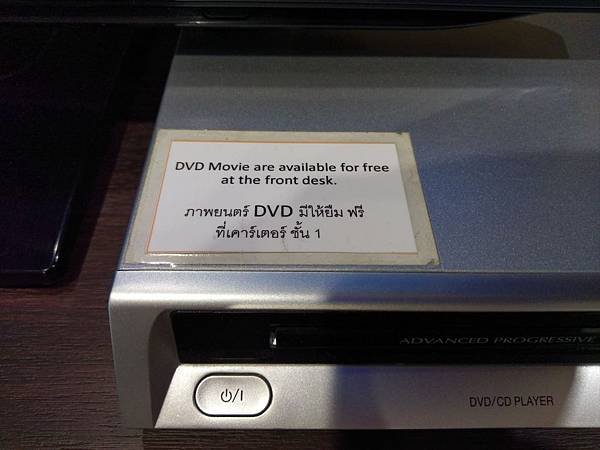 DVD Movie are available for free
at the front desk.
ภาพยนตร์ DVD มีให้ยืม ฟรี
ที่เคาร์เตอร์ ชั้น 1
ADVANCED PROGRESSIVE
⏻/I
DVD/CD PLAYER